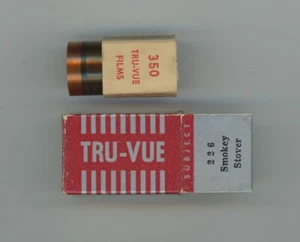 350
TRU-VUE
FILMS
TRU-VUE
SUBJECT
226
Smokey
Stover